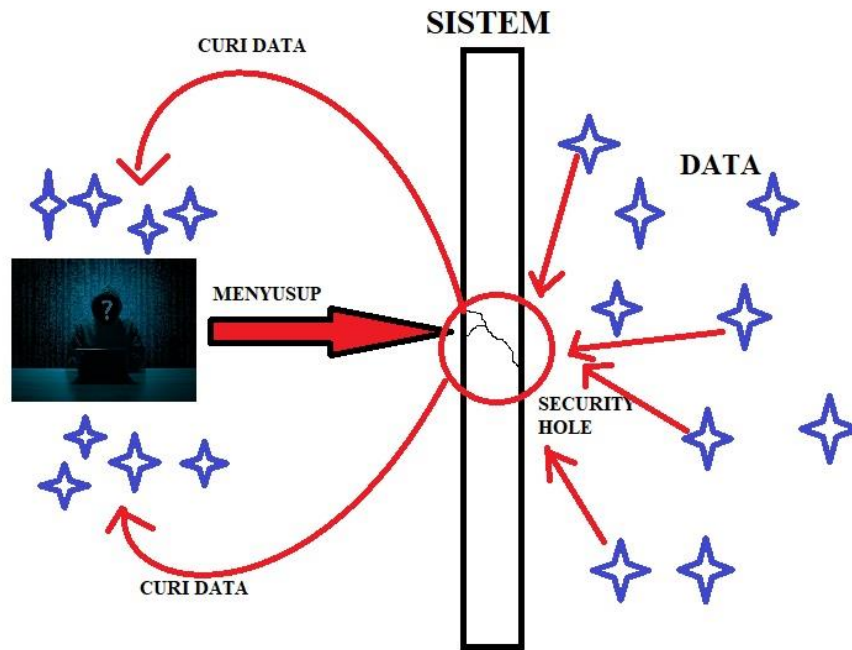 SISTEM
CURI DATA
DATA
?
MENYUSUP
SECURITY
HOLE
CURI DATA